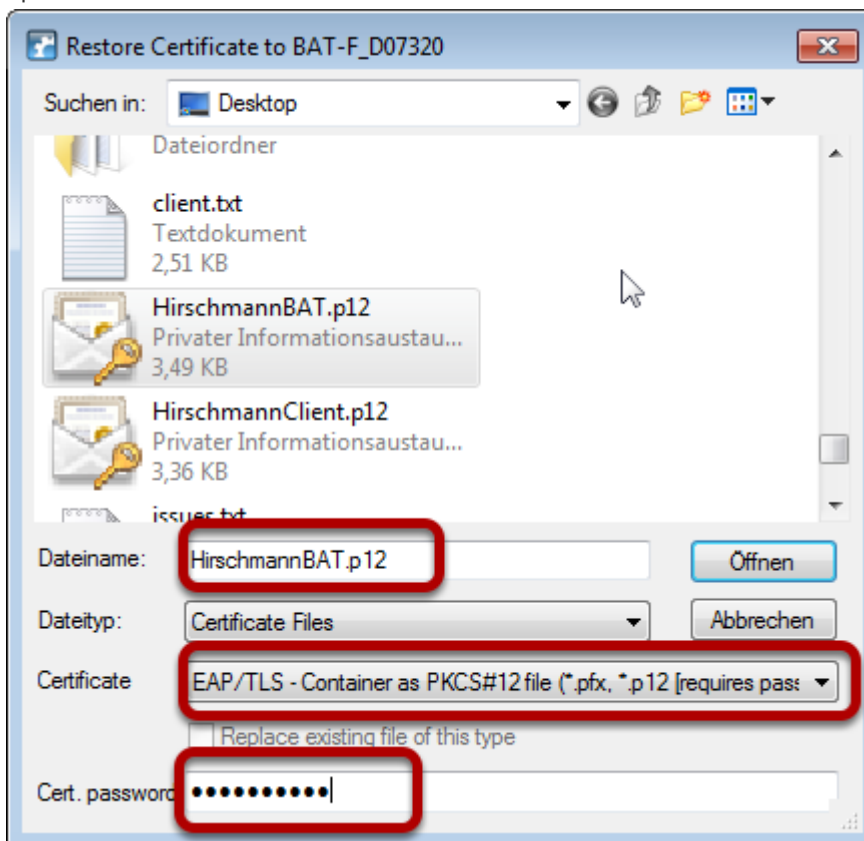 Restore Certificate to BAT-F_D07320
Suchen in: Desktop
Dateiordner
client.txt
Textdokument
2,51 KB
HirschmannBAT.p12
Privater Informationsaustau...
3,49 KB
HirschmannClient.p12
Privater Informationsaustau...
3,36 KB
issues.txt
Dateiname: HirschmannBAT.p12 Öffnen
Dateityp: Certificate Files Abbrechen
Certificate EAP/TLS - Container as PKCS#12 file (*.pfx, *.p12 [requires pass
Replace existing file of this type
Cert. password ●●●●●●●●●●